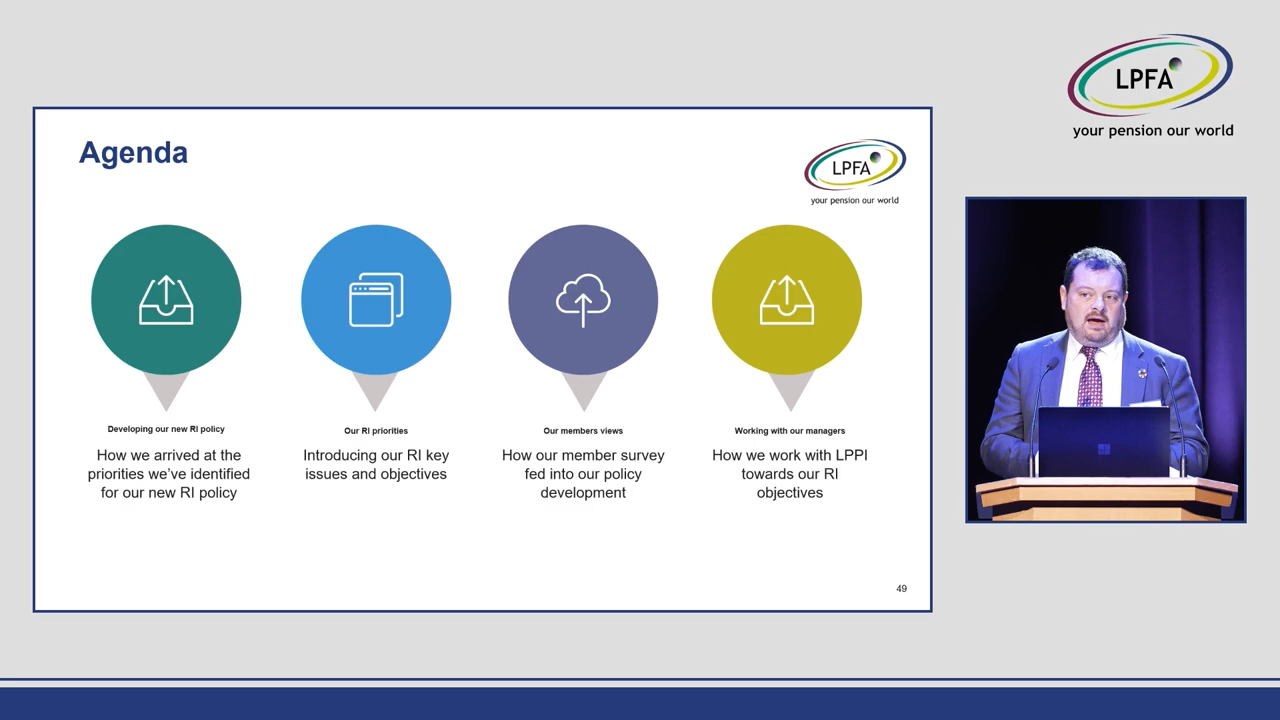 LPFA
your pension our world
Agenda
LPFA
your pension our world
Developing our new RI policy
How we arrived at the
priorities we've identified
for our new RI policy
Our RI priorities
Introducing our RI key
issues and objectives
Our members views
How our member survey
fed into our policy
development
Working with our managers
How we work with LPPI
towards our RI
objectives
49